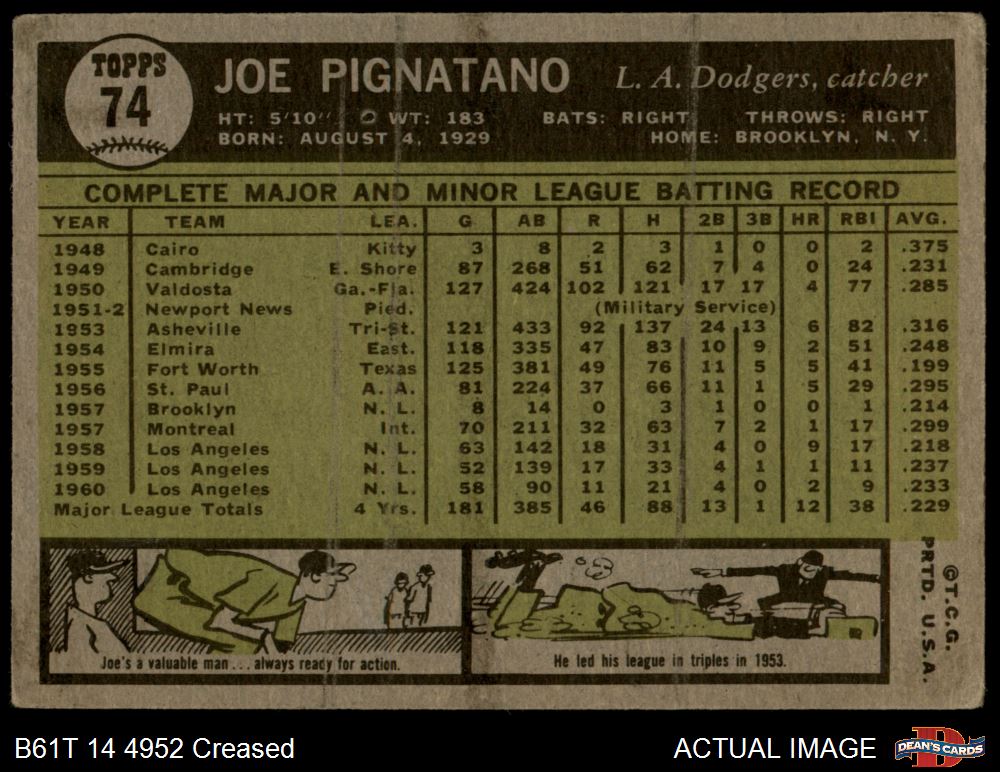 TOPPS
74
JOE PIGNATANO
L. A. Dodgers, catcher
HT: 5'10" WT: 183 BATS: RIGHT THROWS: RIGHT
BORN: AUGUST 4, 1929 HOME: BROOKLYN, N. Y.
COMPLETE MAJOR AND MINOR LEAGUE BATTING RECORD
YEAR TEAM LEA. G AB R H 2B 3B HR RBI AVG.
1948 Cairo Kitty 3 8 2 3 1 0 0 2 .375
1949 Cambridge E. Shore 87 268 51 62 7 4 0 24 .231
1950 Valdosta Ga.-Fla. 127 424 102 121 17 17 4 77 .285
1951-2 Newport News Pied. (Military Service)
1953 Asheville Tri-St. 121 433 92 137 24 13 6 82 .316
1954 Elmira East. 118 335 47 83 10 9 2 51 .248
1955 Fort Worth Texas 125 381 49 76 11 5 5 41 .199
1956 St. Paul A. A. 81 224 37 66 11 1 5 29 .295
1957 Brooklyn N. L. 8 14 0 3 1 0 0 1 .214
1957 Montreal Int. 70 211 32 63 7 2 1 17 .299
1958 Los Angeles N. L. 63 142 18 31 4 0 9 17 .218
1959 Los Angeles N. L. 52 139 17 33 4 1 1 11 .237
1960 Los Angeles N. L. 58 90 11 21 4 0 2 9 .233
Major League Totals 4 Yrs. 181 385 46 88 13 1 12 38 .229
Joe's a valuable man... always ready for action.
He led his league in triples in 1953.
©T.C.G.
PRTD. U.S.A.
B61T 14 4952 Creased
ACTUAL IMAGE
DEAN'S CARDS